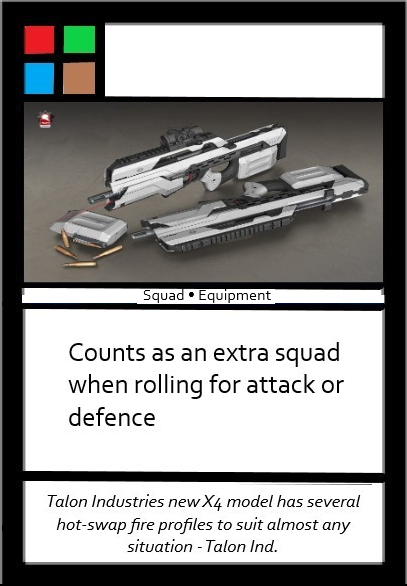 Squad • Equipment
Counts as an extra squad
when rolling for attack or
defence
Talon Industries new X4 model has several
hot-swap fire profiles to suit almost any
situation - Talon Ind.